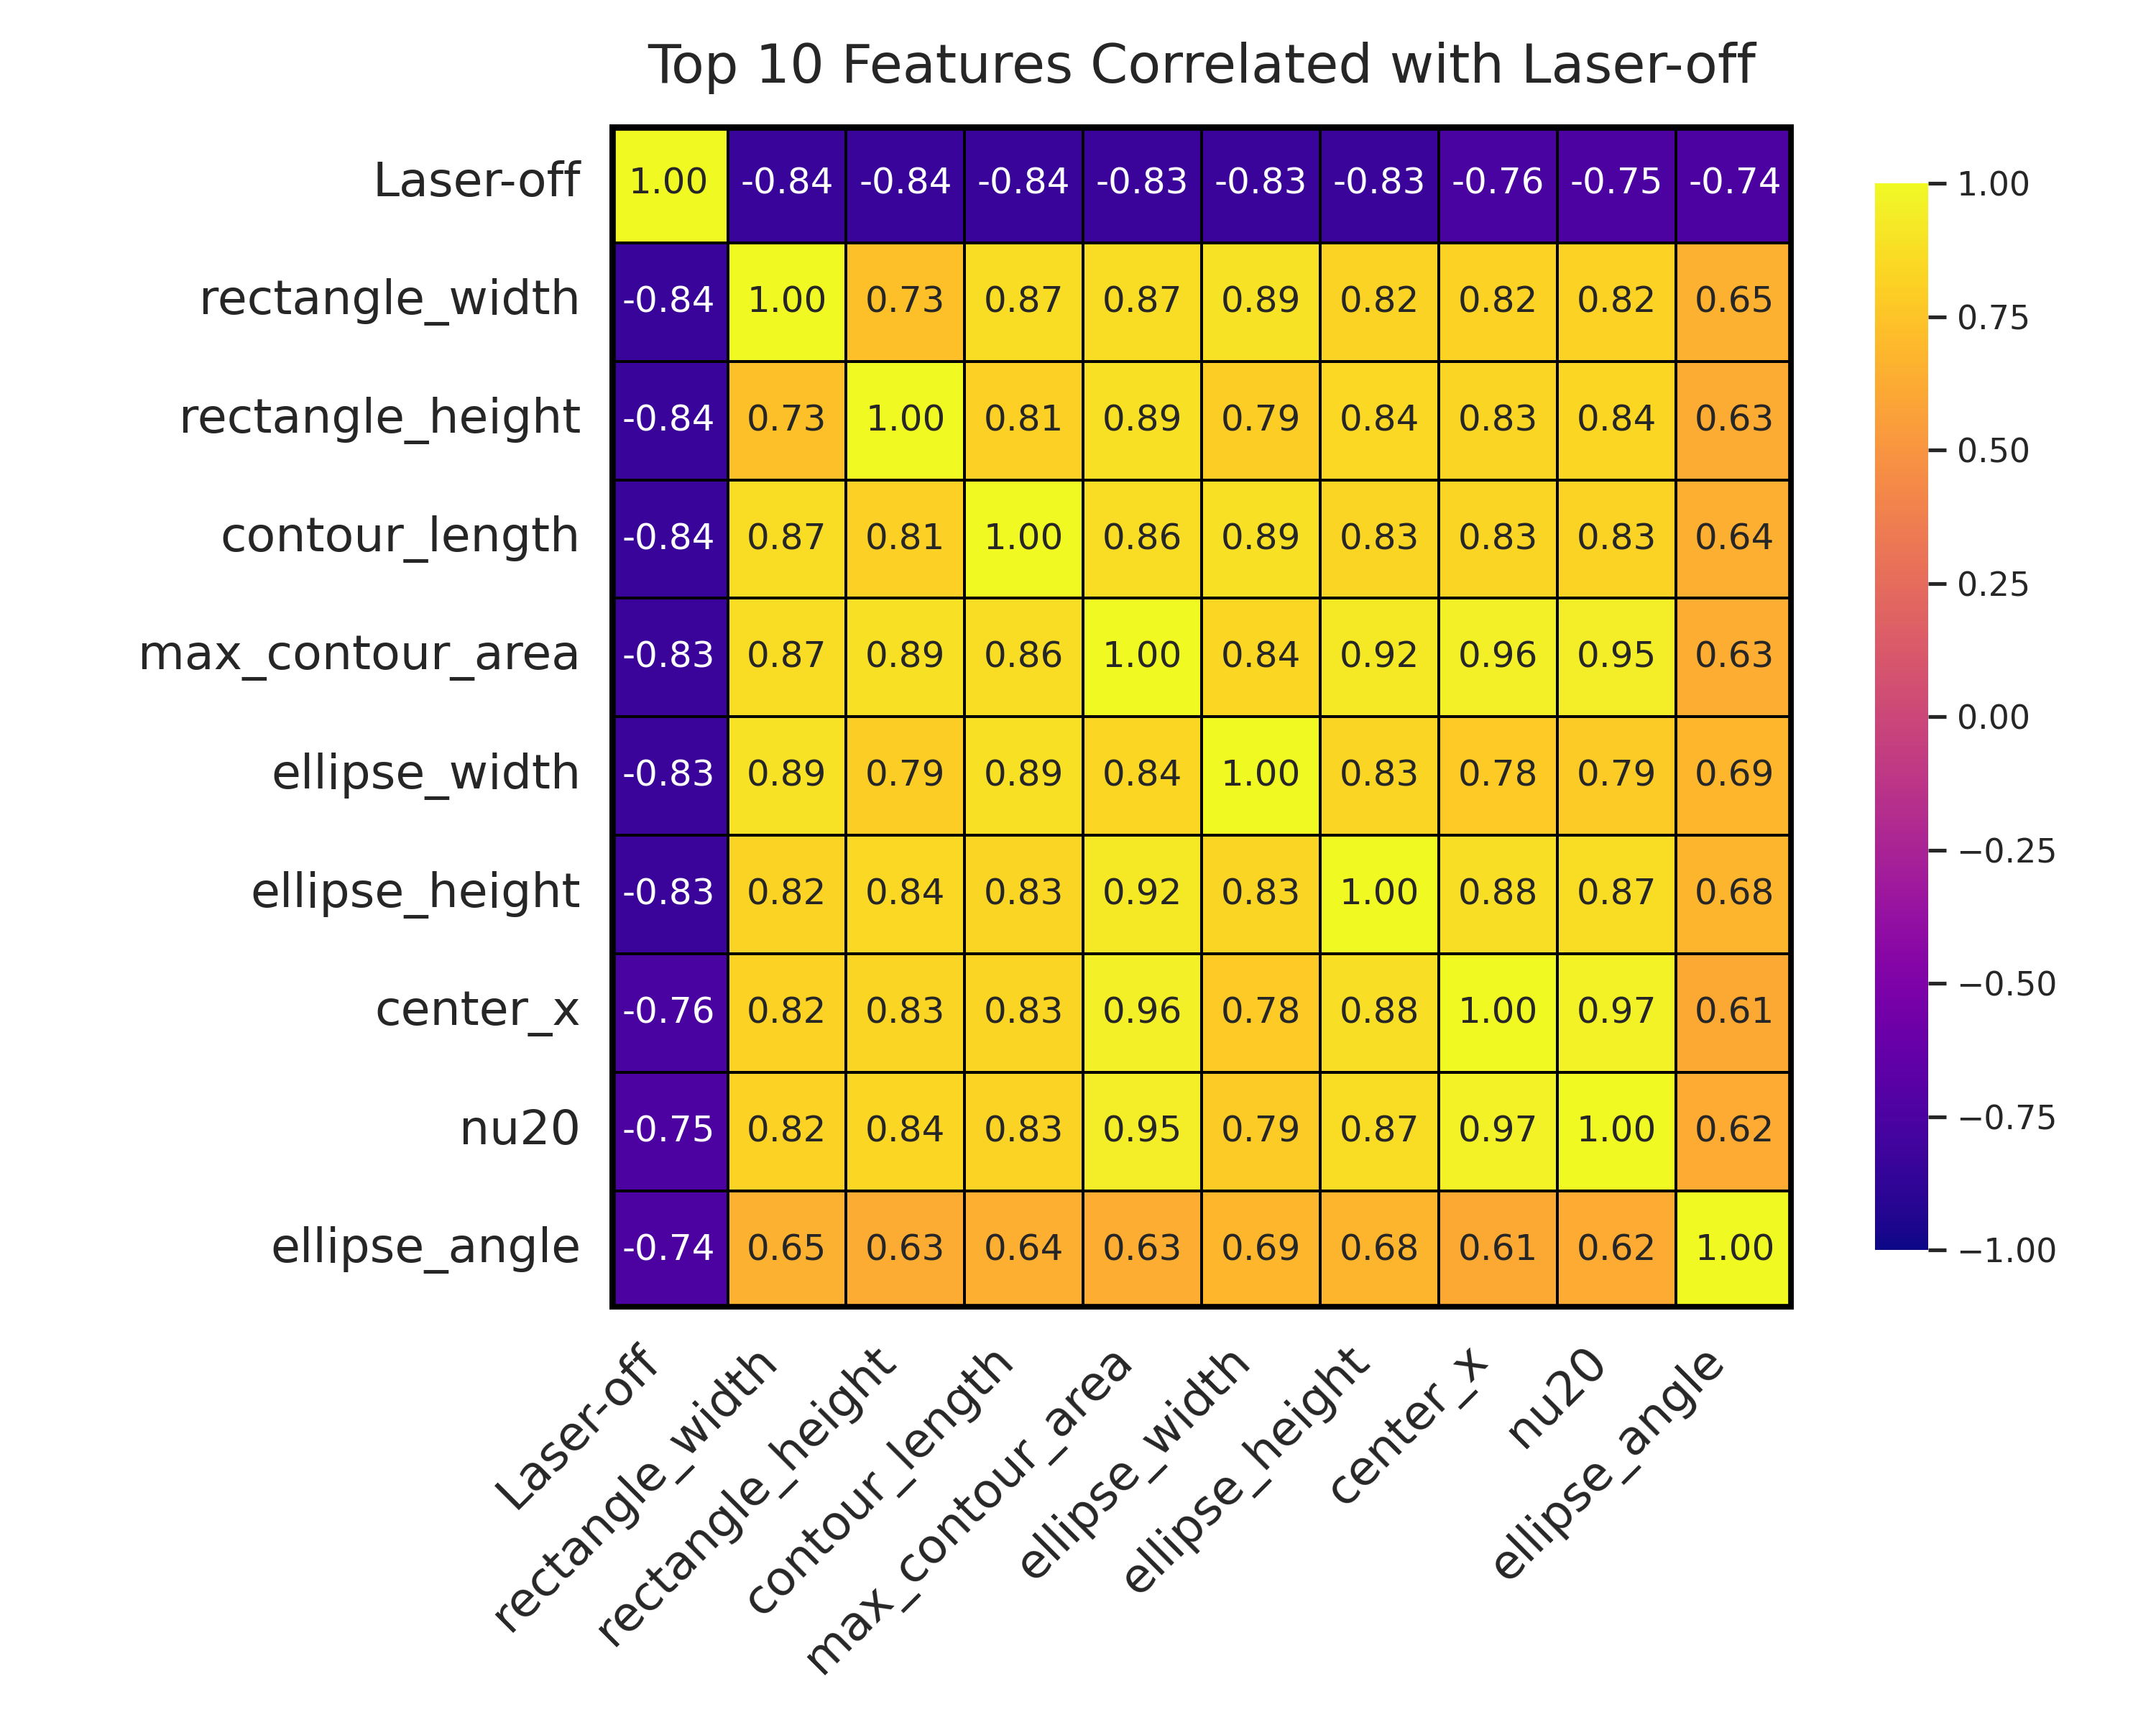 Top 10 Features Correlated with Laser-off
Laser-off 1.00 -0.84 -0.84 -0.84 -0.83 -0.83 -0.83 -0.76 -0.75 -0.74
rectangle_width -0.84 1.00 0.73 0.87 0.87 0.89 0.82 0.82 0.82 0.65
rectangle_height -0.84 0.73 1.00 0.81 0.89 0.79 0.84 0.83 0.84 0.63
contour_length -0.84 0.87 0.81 1.00 0.86 0.89 0.83 0.83 0.83 0.64
max_contour_area -0.83 0.87 0.89 0.86 1.00 0.84 0.92 0.96 0.95 0.63
ellipse_width -0.83 0.89 0.79 0.89 0.84 1.00 0.83 0.78 0.79 0.69
ellipse_height -0.83 0.82 0.84 0.83 0.92 0.83 1.00 0.88 0.87 0.68
center_x -0.76 0.82 0.83 0.83 0.96 0.78 0.88 1.00 0.97 0.61
nu20 -0.75 0.82 0.84 0.83 0.95 0.79 0.87 0.97 1.00 0.62
ellipse_angle -0.74 0.65 0.63 0.64 0.63 0.69 0.68 0.61 0.62 1.00
Laser-off
rectangle_width
rectangle_height
contour_length
max_contour_area
ellipse_width
ellipse_height
center_x
nu20
ellipse_angle
1.00
0.75
0.50
0.25
0.00
−0.25
−0.50
−0.75
−1.00